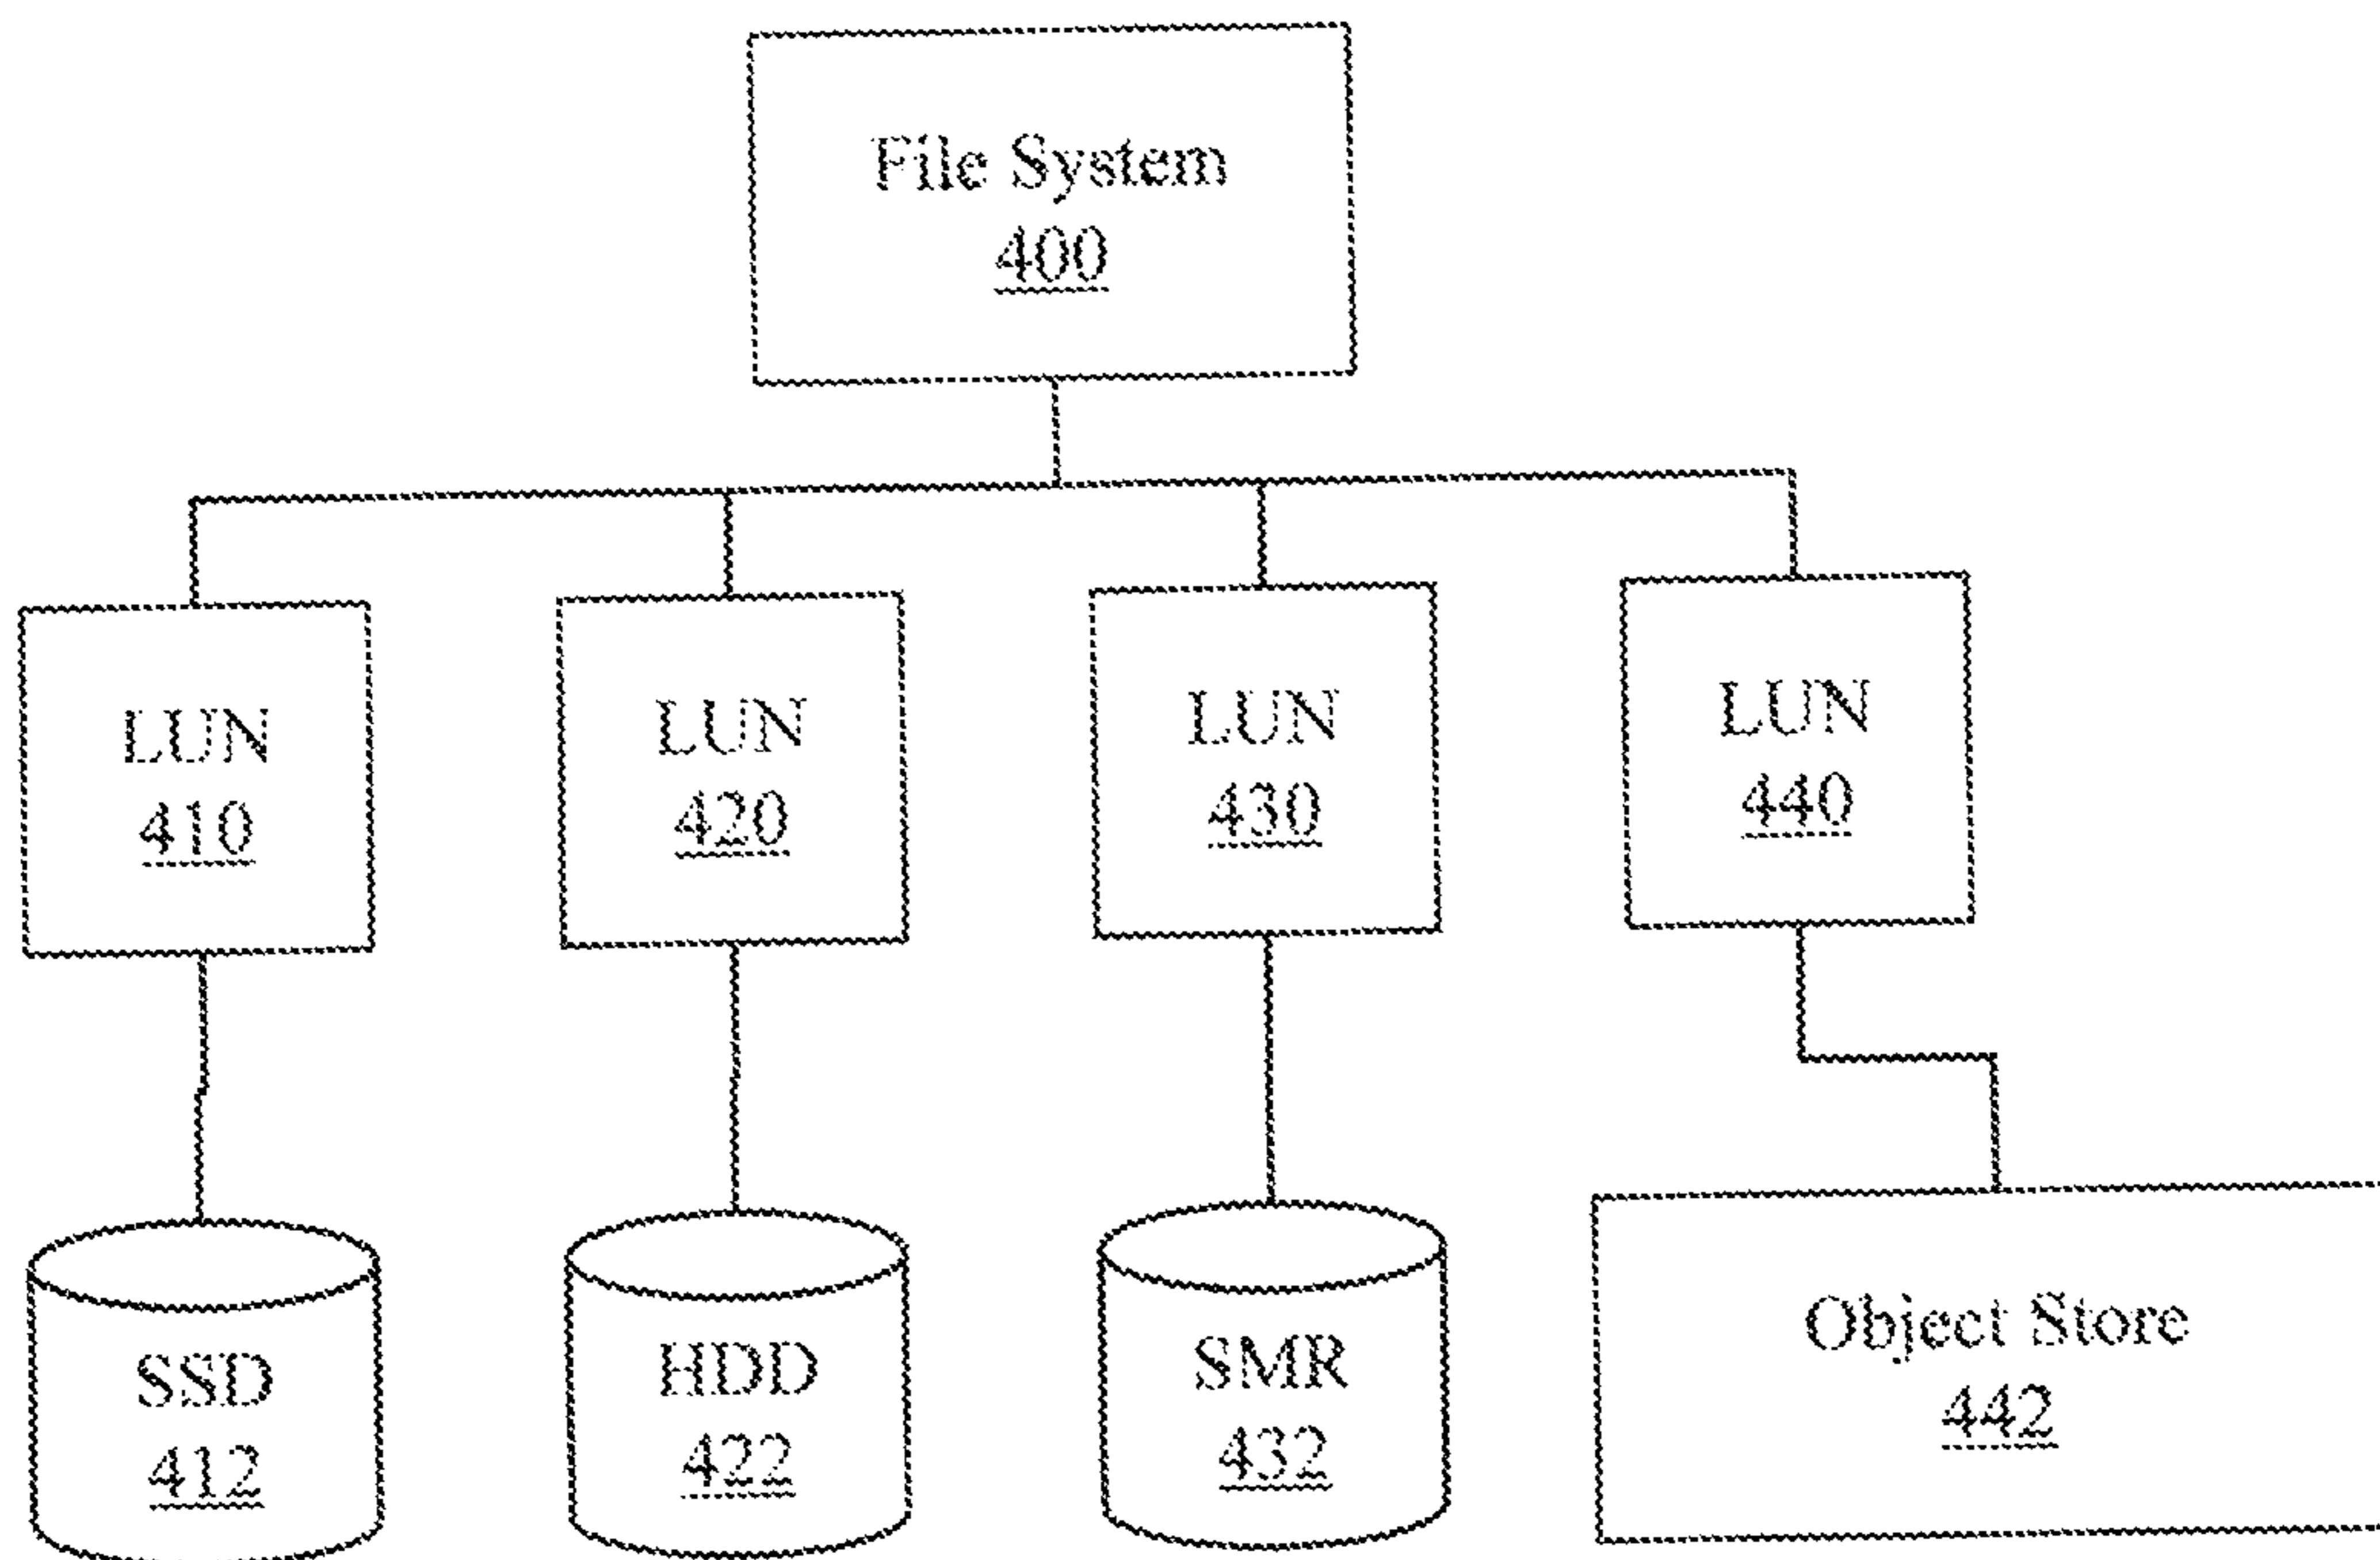 File System
400
LUN
410
LUN
420
LUN
430
LUN
440
SSD
412
HDD
422
SMR
432
Object Store
442